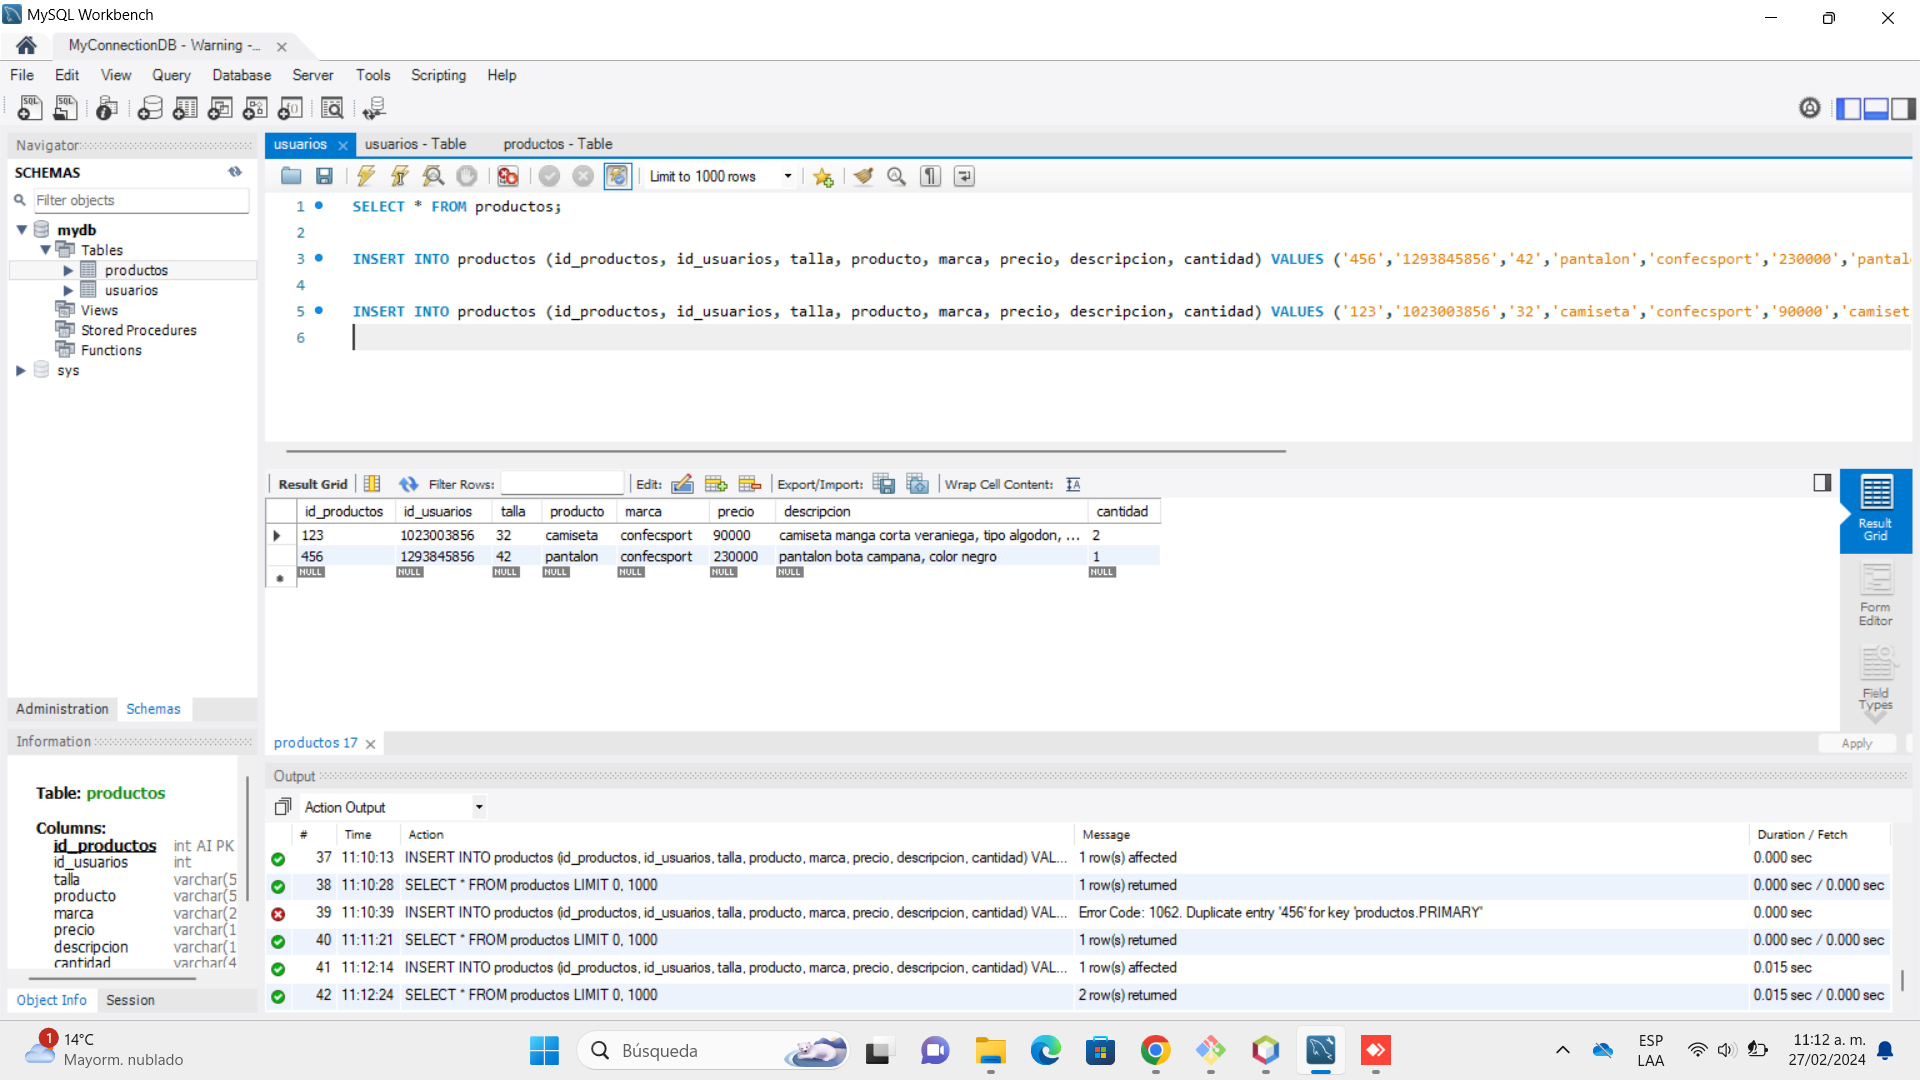 MySQL Workbench
MyConnectionDB - Warning -...
File Edit View Query Database Server Tools Scripting Help
Navigator
SCHEMAS
Filter objects
mydb
Tables
productos
usuarios
Views
Stored Procedures
Functions
sys
Administration Schemas
Information
Table: productos
Columns:
id_productos int AI PK
id_usuarios int
talla varchar(5
producto varchar(5
marca varchar(2
precio varchar(1
descripcion varchar(1
cantidad varchar(4
Object Info Session
usuarios usuarios - Table productos - Table
Limit to 1000 rows
1 SELECT * FROM productos;
2
3 INSERT INTO productos (id_productos, id_usuarios, talla, producto, marca, precio, descripcion, cantidad) VALUES ('456','1293845856','42','pantalon','confecsport','230000','pantal
4
5 INSERT INTO productos (id_productos, id_usuarios, talla, producto, marca, precio, descripcion, cantidad) VALUES ('123','1023003856','32','camiseta','confecsport','90000','camiset
6
Result Grid Filter Rows: Edit: Export/Import: Wrap Cell Content:
id_productos id_usuarios talla producto marca precio descripcion cantidad
123 1023003856 32 camiseta confecsport 90000 camiseta manga corta veraniega, tipo algodon, ... 2
456 1293845856 42 pantalon confecsport 230000 pantalon bota campana, color negro 1
NULL NULL NULL NULL NULL NULL NULL NULL
Result
Grid
Form
Editor
Field
Types
productos 17
Apply
Output
Action Output
# Time Action Message Duration / Fetch
37 11:10:13 INSERT INTO productos (id_productos, id_usuarios, talla, producto, marca, precio, descripcion, cantidad) VAL... 1 row(s) affected 0.000 sec
38 11:10:28 SELECT * FROM productos LIMIT 0, 1000 1 row(s) returned 0.000 sec / 0.000 sec
39 11:10:39 INSERT INTO productos (id_productos, id_usuarios, talla, producto, marca, precio, descripcion, cantidad) VAL... Error Code: 1062. Duplicate entry '456' for key 'productos.PRIMARY' 0.000 sec
40 11:11:21 SELECT * FROM productos LIMIT 0, 1000 1 row(s) returned 0.000 sec / 0.000 sec
41 11:12:14 INSERT INTO productos (id_productos, id_usuarios, talla, producto, marca, precio, descripcion, cantidad) VAL... 1 row(s) affected 0.015 sec
42 11:12:24 SELECT * FROM productos LIMIT 0, 1000 2 row(s) returned 0.015 sec / 0.000 sec
1
14°C
Mayorm. nublado
Búsqueda
ESP
LAA
11:12 a. m.
27/02/2024